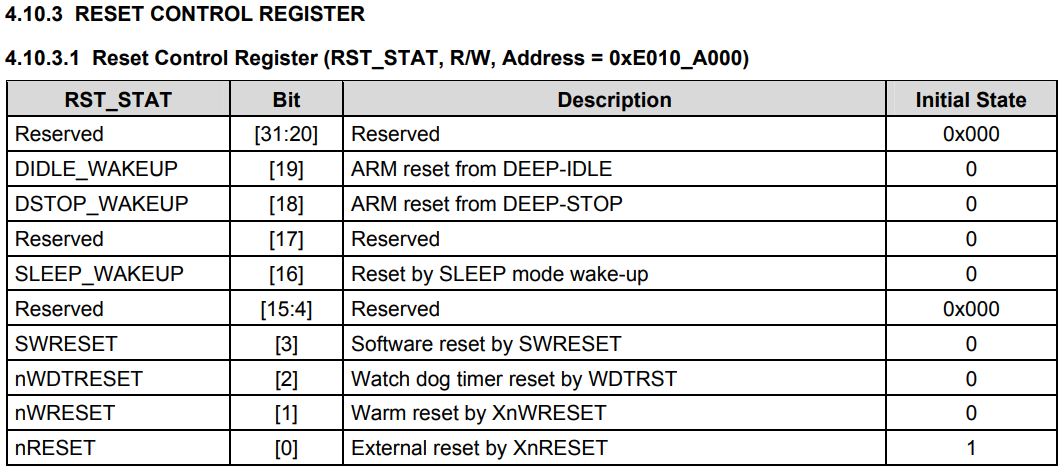 4.10.3 RESET CONTROL REGISTER
4.10.3.1 Reset Control Register (RST_STAT, R/W, Address = 0xE010_A000)
RST_STAT Bit Description Initial State
Reserved [31:20] Reserved 0x000
DIDLE_WAKEUP [19] ARM reset from DEEP-IDLE 0
DSTOP_WAKEUP [18] ARM reset from DEEP-STOP 0
Reserved [17] Reserved 0
SLEEP_WAKEUP [16] Reset by SLEEP mode wake-up 0
Reserved [15:4] Reserved 0x000
SWRESET [3] Software reset by SWRESET 0
nWDTRESET [2] Watch dog timer reset by WDTRST 0
nWRESET [1] Warm reset by XnWRESET 0
nRESET [0] External reset by XnRESET 1